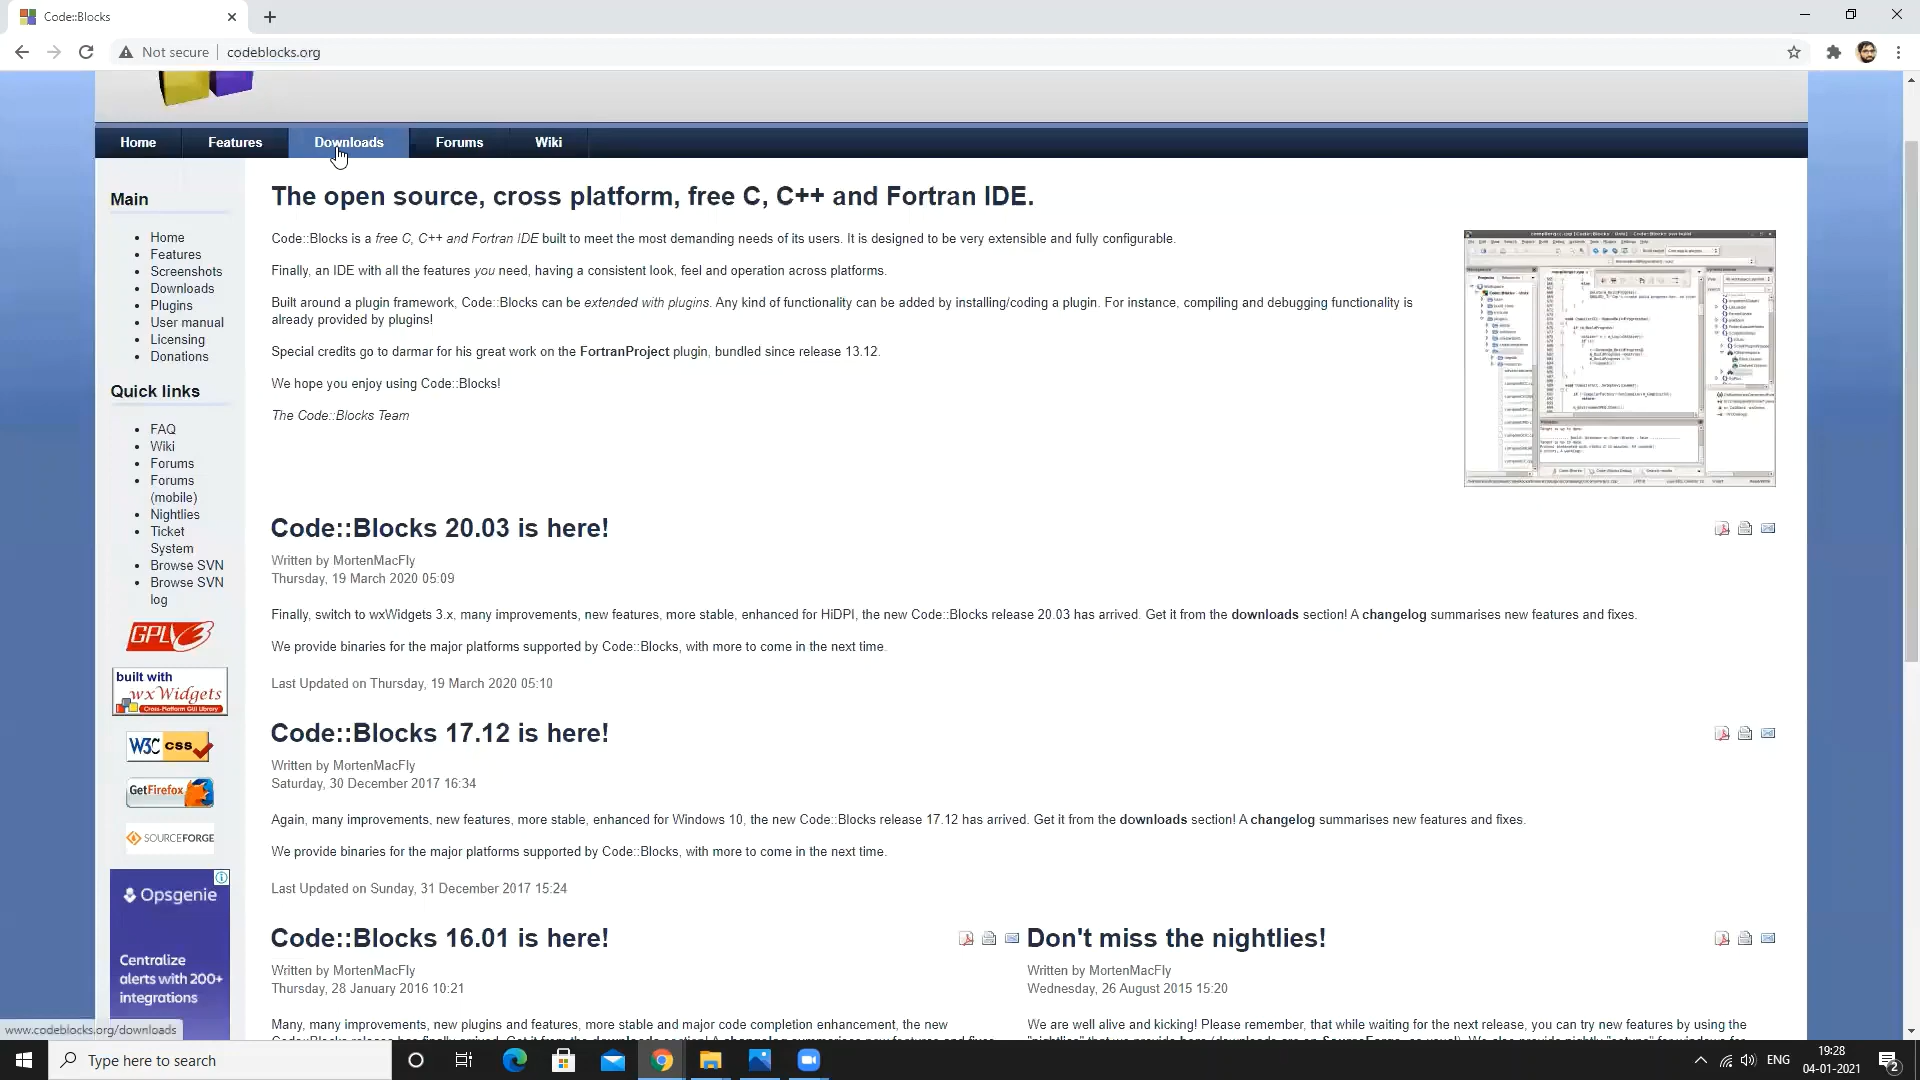 Code::Blocks
Not secure
codeblocks.org
Home
Features
Downloads
Forums
Wiki
Main
Home
Features
Screenshots
Downloads
Plugins
User manual
Licensing
Donations
Quick links
FAQ
Wiki
Forums
Forums
(mobile)
Nightlies
Ticket
System
Browse SVN
Browse SVN
log
GPLv3
built with
wxWidgets
Cross-Platform GUI Library
W3C css
GetFirefox
SOURCEFORGE
Opsgenie
Centralize
alerts with 200+
integrations
The open source, cross platform, free C, C++ and Fortran IDE.
Code::Blocks is a free C, C++ and Fortran IDE built to meet the most demanding needs of its users. It is designed to be very extensible and fully configurable.
Finally, an IDE with all the features you need, having a consistent look, feel and operation across platforms.
Built around a plugin framework, Code::Blocks can be extended with plugins. Any kind of functionality can be added by installing/coding a plugin. For instance, compiling and debugging functionality is
already provided by plugins!
Special credits go to darmar for his great work on the FortranProject plugin, bundled since release 13.12.
We hope you enjoy using Code::Blocks!
The Code::Blocks Team
Code::Blocks 20.03 is here!
Written by MortenMacFly
Thursday, 19 March 2020 05:09
Finally, switch to wxWidgets 3.x, many improvements, new features, more stable, enhanced for HiDPI, the new Code::Blocks release 20.03 has arrived. Get it from the downloads section! A changelog summarises new features and fixes.
We provide binaries for the major platforms supported by Code::Blocks, with more to come in the next time.
Last Updated on Thursday, 19 March 2020 05:10
Code::Blocks 17.12 is here!
Written by MortenMacFly
Saturday, 30 December 2017 16:34
Again, many improvements, new features, more stable, enhanced for Windows 10, the new Code::Blocks release 17.12 has arrived. Get it from the downloads section! A changelog summarises new features and fixes.
We provide binaries for the major platforms supported by Code::Blocks, with more to come in the next time.
Last Updated on Sunday, 31 December 2017 15:24
Code::Blocks 16.01 is here!
Written by MortenMacFly
Thursday, 28 January 2016 10:21
Many, many improvements, new plugins and features, more stable and major code completion enhancement, the new
Don't miss the nightlies!
Written by MortenMacFly
Wednesday, 26 August 2015 15:20
We are well alive and kicking! Please remember, that while waiting for the next release, you can try new features by using the
www.codeblocks.org/downloads
Type here to search
ENG
19:28
04-01-2021
2